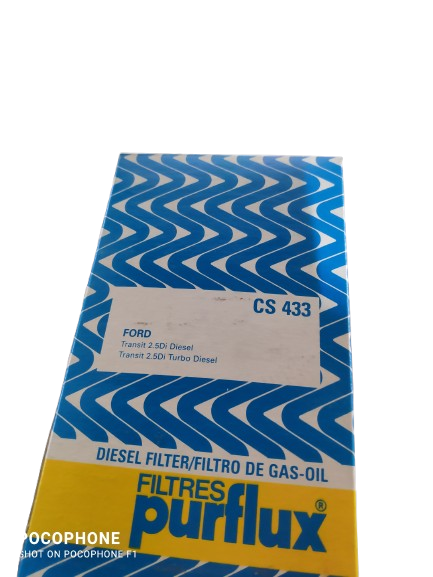 CS 433
FORD
Transit 2.5Di Diesel
Transit 2.5Di Turbo Diesel
DIESEL FILTER/FILTRO DE GAS-OIL
FILTRES
purflux®
POCOPHONE
SHOT ON POCOPHONE F1